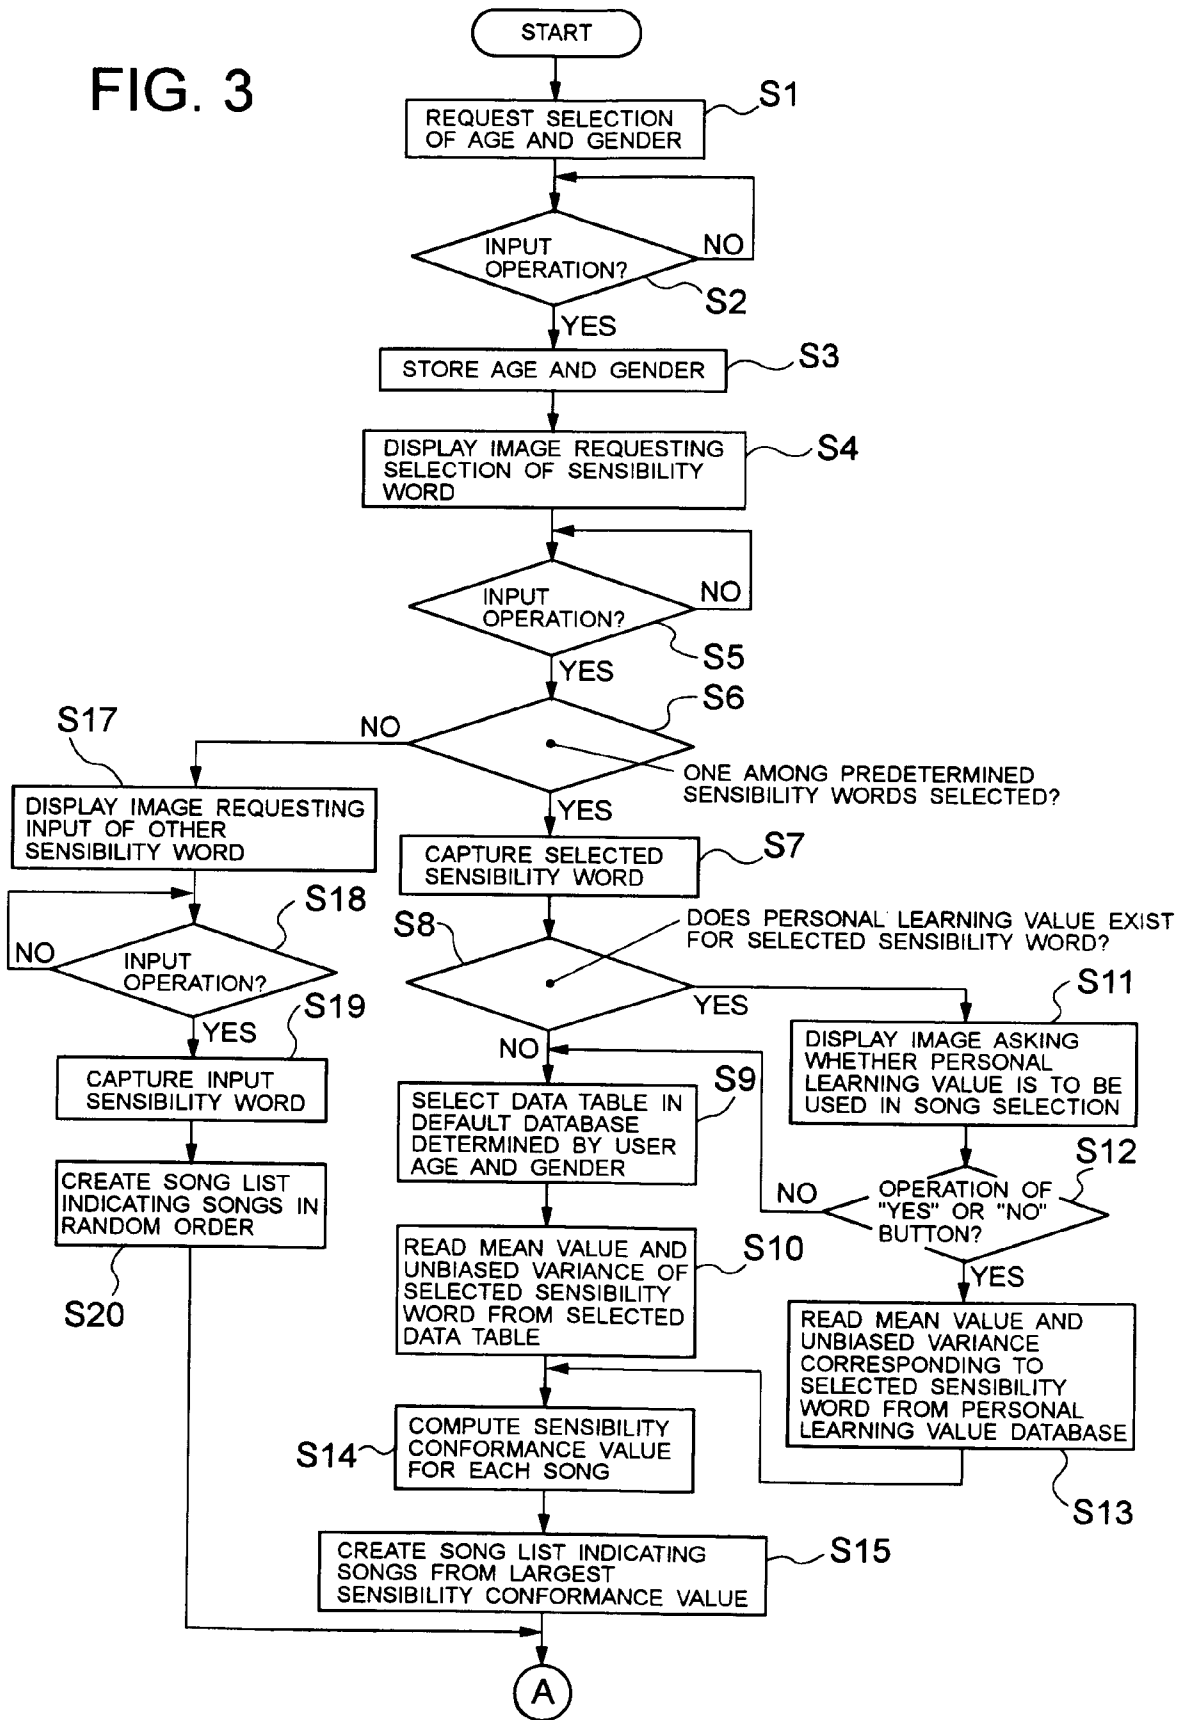 START
FIG. 3
S1
REQUEST SELECTION
OF AGE AND GENDER
INPUT
OPERATION?
NO
S2
YES
STORE AGE AND GENDER
S3
DISPLAY IMAGE REQUESTING
SELECTION OF SENSIBILITY
WORD
S4
INPUT
OPERATION?
NO
S5
YES
S6
NO
ONE AMONG PREDETERMINED
SENSIBILITY WORDS SELECTED?
YES
S17
DISPLAY IMAGE REQUESTING
INPUT OF OTHER
SENSIBILITY WORD
S18
NO
INPUT
OPERATION?
YES
S19
CAPTURE INPUT
SENSIBILITY WORD
CREATE SONG LIST
INDICATING SONGS IN
RANDOM ORDER
S20
CAPTURE SELECTED
SENSIBILITY WORD
S7
S8
DOES PERSONAL LEARNING VALUE EXIST
FOR SELECTED SENSIBILITY WORD?
YES
NO
S9
SELECT DATA TABLE IN
DEFAULT DATABASE
DETERMINED BY USER
AGE AND GENDER
S10
READ MEAN VALUE AND
UNBIASED VARIANCE OF
SELECTED SENSIBILITY
WORD FROM SELECTED
DATA TABLE
S11
DISPLAY IMAGE ASKING
WHETHER PERSONAL
LEARNING VALUE IS TO BE
USED IN SONG SELECTION
S12
NO
OPERATION OF
"YES" OR "NO"
BUTTON?
YES
READ MEAN VALUE AND
UNBIASED VARIANCE
CORRESPONDING TO
SELECTED SENSIBILITY
WORD FROM PERSONAL
LEARNING VALUE DATABASE
S13
S14
COMPUTE SENSIBILITY
CONFORMANCE VALUE
FOR EACH SONG
S15
CREATE SONG LIST INDICATING
SONGS FROM LARGEST
SENSIBILITY CONFORMANCE VALUE
A